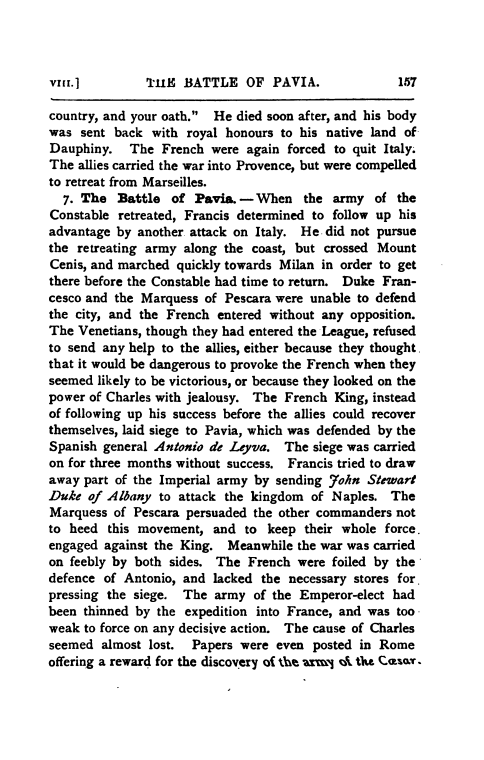 VIII.] THE BATTLE OF PAVIA. 157
country, and your oath." He died soon after, and his body
was sent back with royal honours to his native land of
Dauphiny. The French were again forced to quit Italy.
The allies carried the war into Provence, but were compelled
to retreat from Marseilles.
7. The Battle of Pavia. — When the army of the
Constable retreated, Francis determined to follow up his
advantage by another attack on Italy. He did not pursue
the retreating army along the coast, but crossed Mount
Cenis, and marched quickly towards Milan in order to get
there before the Constable had time to return. Duke Fran-
cesco and the Marquess of Pescara were unable to defend
the city, and the French entered without any opposition.
The Venetians, though they had entered the League, refused
to send any help to the allies, either because they thought
that it would be dangerous to provoke the French when they
seemed likely to be victorious, or because they looked on the
power of Charles with jealousy. The French King, instead
of following up his success before the allies could recover
themselves, laid siege to Pavia, which was defended by the
Spanish general Antonio de Leyva. The siege was carried
on for three months without success. Francis tried to draw
away part of the Imperial army by sending John Stewart
Duke of Albany to attack the kingdom of Naples. The
Marquess of Pescara persuaded the other commanders not
to heed this movement, and to keep their whole force
engaged against the King. Meanwhile the war was carried
on feebly by both sides. The French were foiled by the
defence of Antonio, and lacked the necessary stores for
pressing the siege. The army of the Emperor-elect had
been thinned by the expedition into France, and was too
weak to force on any decisive action. The cause of Charles
seemed almost lost. Papers were even posted in Rome
offering a reward for the discovery of the army of the Cæsar.